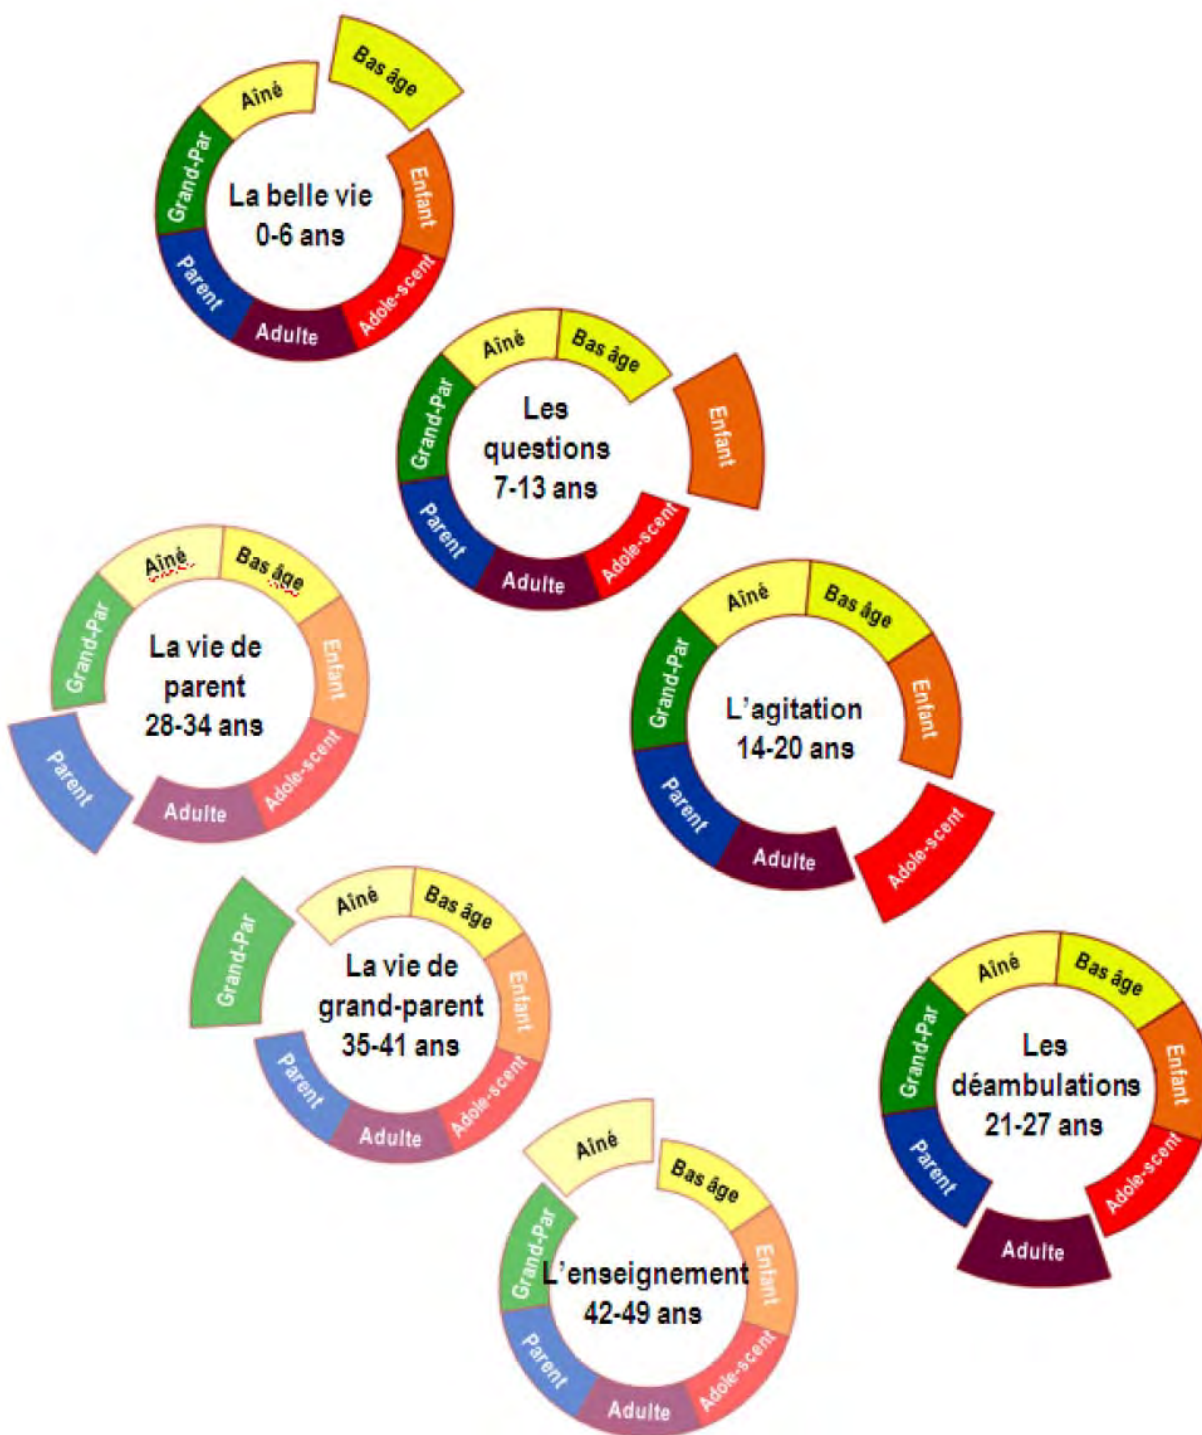 Bas âge
Aîné
Grand-Par
La belle vie
0-6 ans
Enfant
Parent
Adulte
Adole-scent
Aîné
Bas âge
Grand-Par
Les
questions
7-13 ans
Enfant
Parent
Adulte
Adole-scent
Aîné
Bas âge
Grand-Par
La vie de
parent
28-34 ans
Enfant
Parent
Adulte
Adole-scent
Aîné
Bas âge
Grand-Par
L'agitation
14-20 ans
Enfant
Parent
Adulte
Adole-scent
Aîné
Bas âge
Grand-Par
La vie de
grand-parent
35-41 ans
Enfant
Parent
Adulte
Adole-scent
Aîné
Bas âge
Grand-Par
Les
déambulations
21-27 ans
Enfant
Parent
Adulte
Adole-scent
Aîné
Bas âge
Grand-Par
L'enseignement
42-49 ans
Enfant
Parent
Adulte
Adole-scent